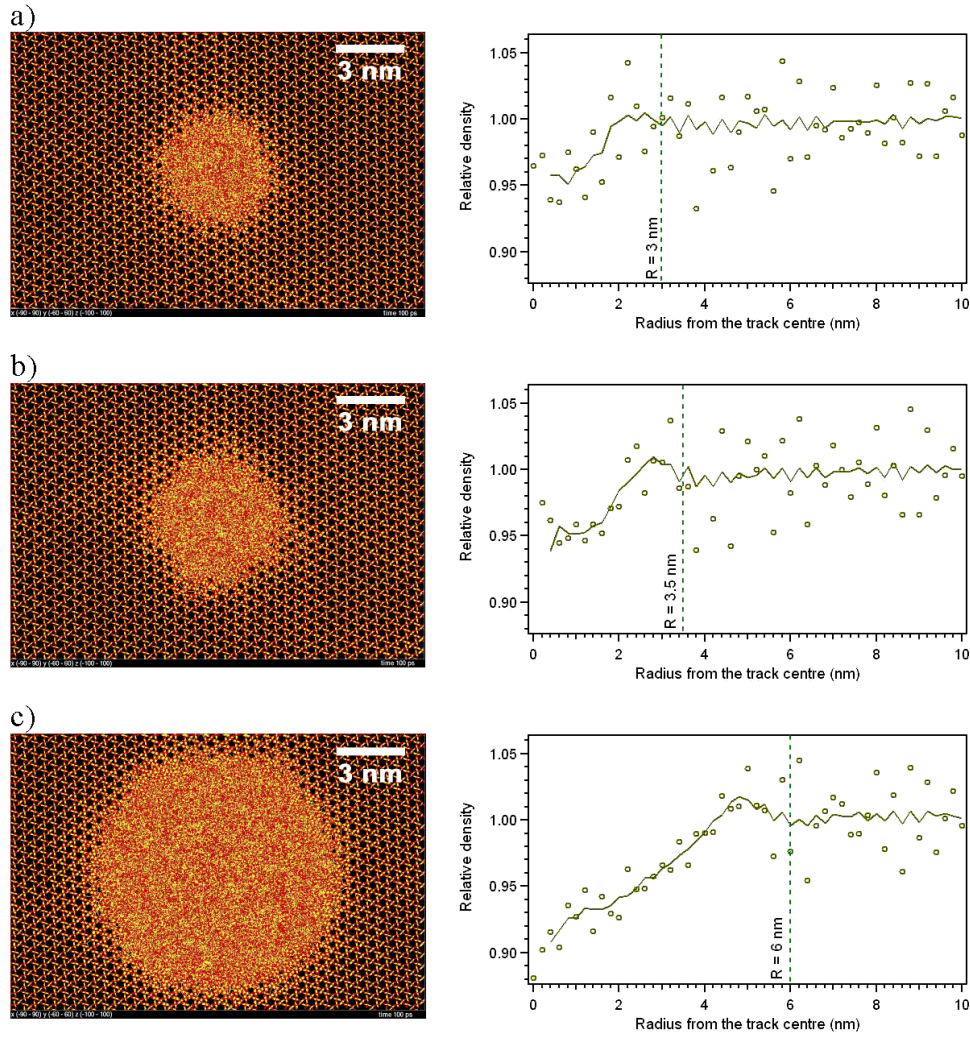 a)
3 nm
x (-90 - 90) y (-60 - 60) z (-100 - 100)
time 100 ps
1.05
1.00
0.95
0.90
Relative density
R = 3 nm
0 2 4 6 8 10
Radius from the track centre (nm)
b)
3 nm
x (-90 - 90) y (-60 - 60) z (-100 - 100)
time 100 ps
1.05
1.00
0.95
0.90
Relative density
R = 3.5 nm
0 2 4 6 8 10
Radius from the track centre (nm)
c)
3 nm
x (-90 - 90) y (-60 - 60) z (-100 - 100)
time 100 ps
1.05
1.00
0.95
0.90
Relative density
R = 6 nm
0 2 4 6 8 10
Radius from the track centre (nm)